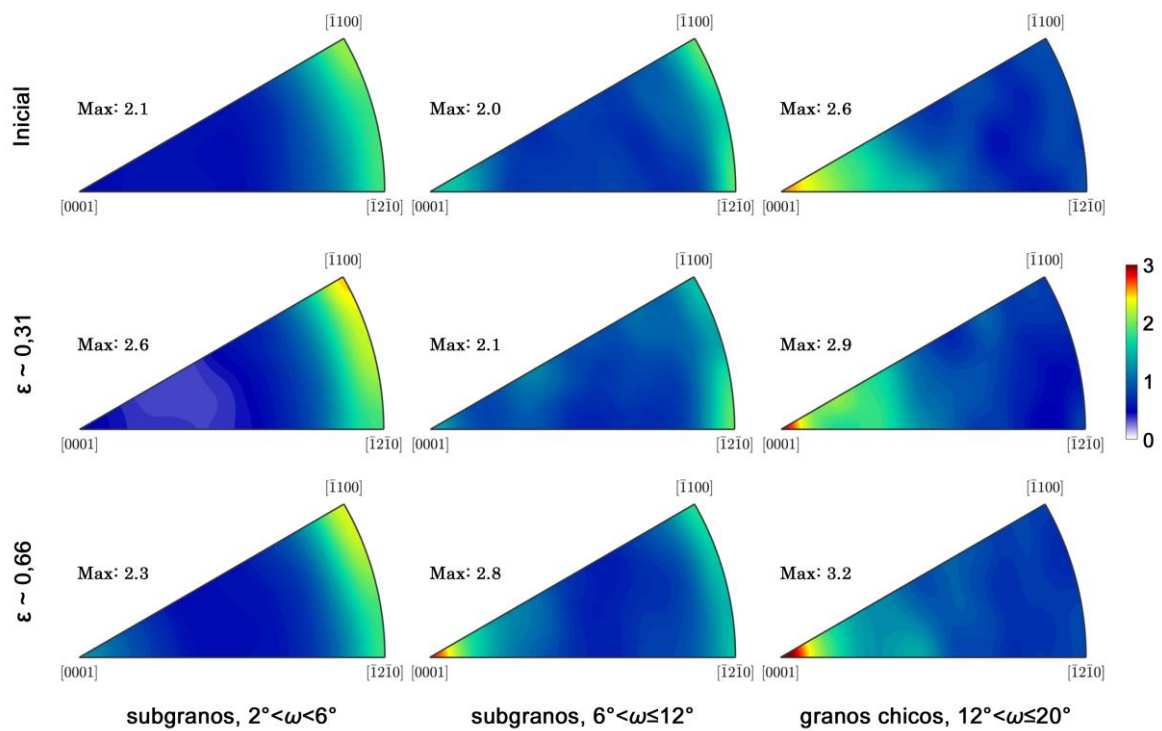 [1̄100] [1̄100] [1̄100]
Inicial
Max: 2.1 Max: 2.0 Max: 2.6
[0001] [1̄21̄0] [0001] [1̄21̄0] [0001] [1̄21̄0]
[1̄100] [1̄100] [1̄100]
ε ~ 0,31
Max: 2.6 Max: 2.1 Max: 2.9
[0001] [1̄21̄0] [0001] [1̄21̄0] [0001] [1̄21̄0]
3
2
1
0
[1̄100] [1̄100] [1̄100]
ε ~ 0,66
Max: 2.3 Max: 2.8 Max: 3.2
[0001] [1̄21̄0] [0001] [1̄21̄0] [0001] [1̄21̄0]
subgranos, 2°<ω<6° subgranos, 6°<ω≤12° granos chicos, 12°<ω≤20°